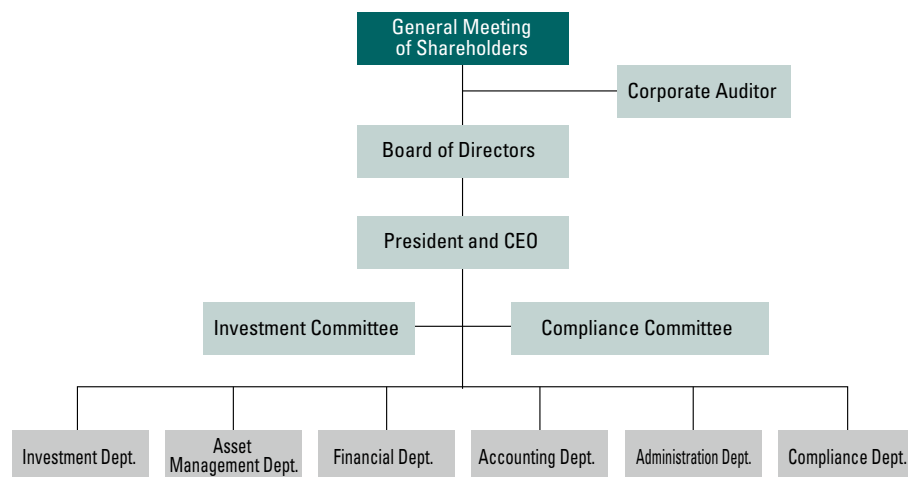 General Meeting
of Shareholders
Corporate Auditor
Board of Directors
President and CEO
Investment Committee
Compliance Committee
Investment Dept.
Asset
Management Dept.
Financial Dept.
Accounting Dept.
Administration Dept.
Compliance Dept.